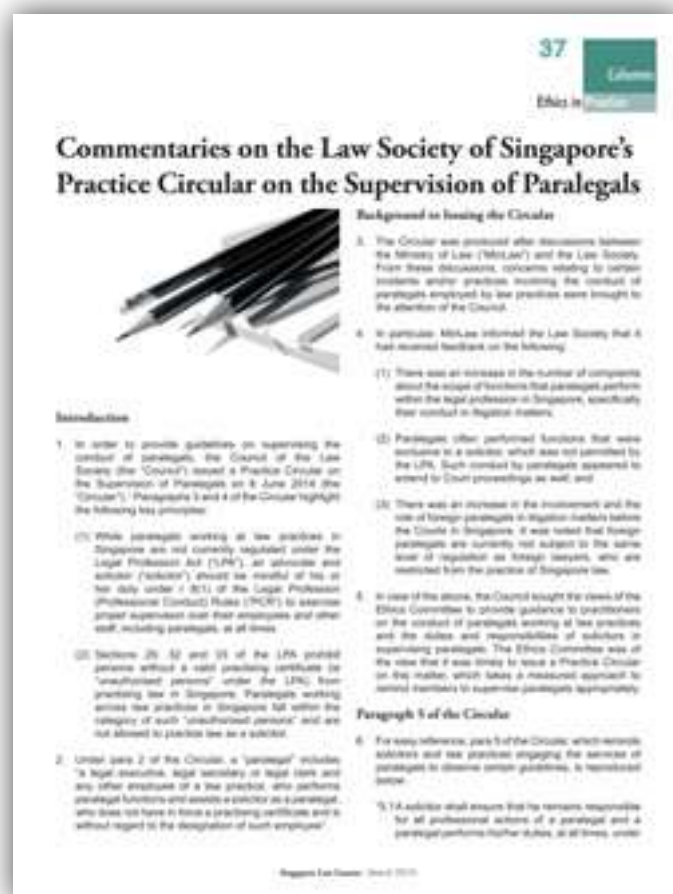 37
Column
Ethics in Practice
Commentaries on the Law Society of Singapore's
Practice Circular on the Supervision of Paralegals
Introduction
1. In order to provide guidelines on supervising the
conduct of paralegals, the Council of the Law
Society (the "Council") issued a Practice Circular on
the Supervision of Paralegals on 6 June 2014 (the
"Circular"). Paragraphs 3 and 4 of the Circular highlight
the following key principles:
(1) While paralegals working at law practices in
Singapore are not currently regulated under the
Legal Profession Act ("LPA"), an advocate and
solicitor ("solicitor") should be mindful of his or
her duty under r 8(1) of the Legal Profession
(Professional Conduct) Rules ("PCR") to exercise
proper supervision over their employees and other
staff, including paralegals, at all times.
(2) Sections 29, 32 and 33 of the LPA prohibit
persons without a valid practising certificate (ie
"unauthorised persons" under the LPA) from
practising law in Singapore. Paralegals working
across law practices in Singapore fall within the
category of such "unauthorised persons" and are
not allowed to practice law as a solicitor.
2. Under para 2 of the Circular, a "paralegal" includes
"a legal executive, legal secretary or legal clerk and
any other employee of a law practice, who performs
paralegal functions and assists a solicitor as a paralegal,
who does not have in force a practising certificate and is
without regard to the designation of such employee".
Background to Issuing the Circular
3. The Circular was produced after discussions between
the Ministry of Law ("MinLaw") and the Law Society.
From these discussions, concerns relating to certain
incidents and/or practices involving the conduct of
paralegals employed by law practices were brought to
the attention of the Council.
4. In particular, MinLaw informed the Law Society that it
had received feedback on the following:
(1) There was an increase in the number of complaints
about the scope of functions that paralegals perform
within the legal profession in Singapore, specifically
their conduct in litigation matters;
(2) Paralegals often performed functions that were
exclusive to a solicitor, which was not permitted by
the LPA. Such conduct by paralegals appeared to
extend to Court proceedings as well; and
(3) There was an increase in the involvement and the
role of foreign paralegals in litigation matters before
the Courts in Singapore. It was noted that foreign
paralegals are currently not subject to the same
level of regulation as foreign lawyers, who are
restricted from the practice of Singapore law.
5. In view of the above, the Council sought the views of the
Ethics Committee to provide guidance to practitioners
on the conduct of paralegals working at law practices
and the duties and responsibilities of solicitors in
supervising paralegals. The Ethics Committee was of
the view that it was timely to issue a Practice Circular
on this matter, which takes a measured approach to
remind members to supervise paralegals appropriately.
Paragraph 5 of the Circular
6. For easy reference, para 5 of the Circular, which reminds
solicitors and law practices engaging the services of
paralegals to observe certain guidelines, is reproduced
below:
"5.1 A solicitor shall ensure that he remains responsible
for all professional actions of a paralegal and a
paralegal performs his/her duties, at all times, under
Singapore Law Gazette